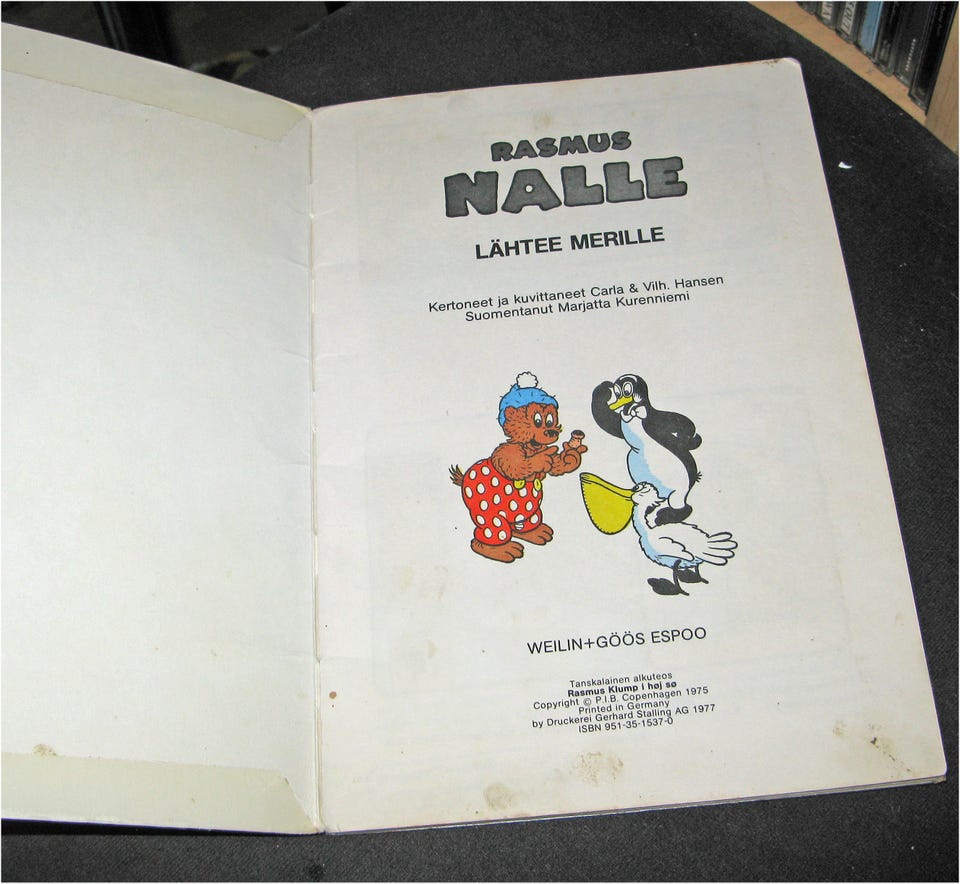 RASMUS
NALLE
LÄHTEE MERILLE
Kertoneet ja kuvittaneet Carla & Vilh. Hansen
Suomentanut Marjatta Kurenniemi
WEILIN+GÖÖS ESPOO
Tanskalainen alkuteos
Rasmus Klump i høj sø
Copyright © P.I.B. Copenhagen 1975
Printed in Germany
by Druckerei Gerhard Stalling AG 1977
ISBN 951-35-1537-0